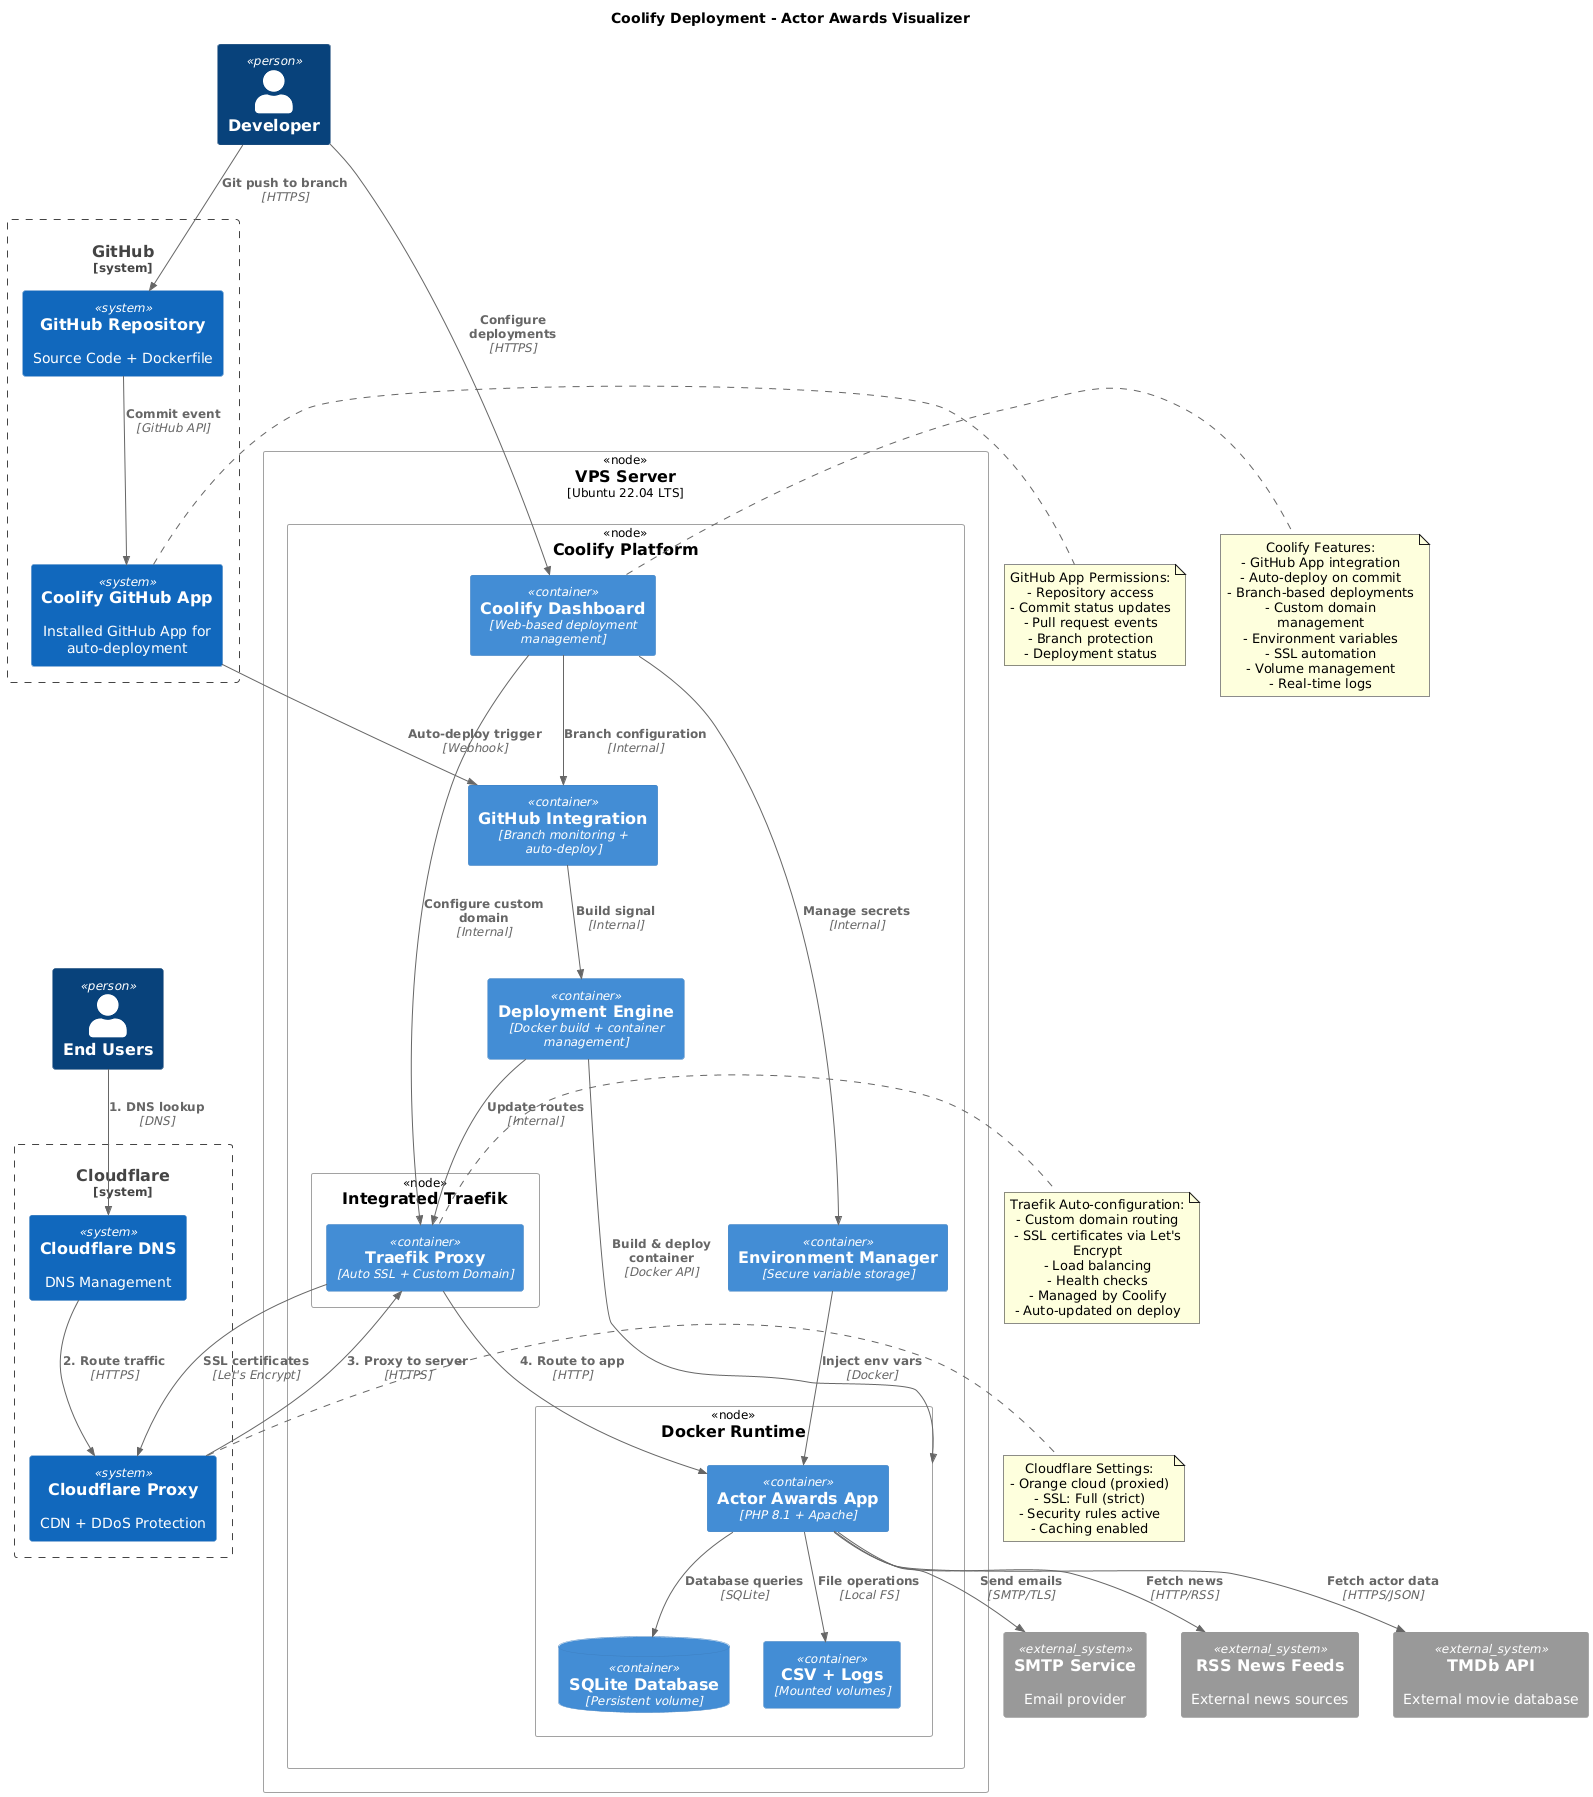 Coolify Deployment - Actor Awards Visualizer
«person»
Developer
Git push to branch
[HTTPS]
GitHub
[system]
«system»
GitHub Repository
Source Code + Dockerfile
Configure
deployments
[HTTPS]
Commit event
[GitHub API]
«node»
VPS Server
[Ubuntu 22.04 LTS]
«node»
Coolify Platform
«system»
Coolify GitHub App
Installed GitHub App for
auto-deployment
«container»
Coolify Dashboard
[Web-based deployment
management]
GitHub App Permissions:
- Repository access
- Commit status updates
- Pull request events
- Branch protection
- Deployment status
Coolify Features:
- GitHub App integration
- Auto-deploy on commit
- Branch-based deployments
- Custom domain
management
- Environment variables
- SSL automation
- Volume management
- Real-time logs
Auto-deploy trigger
[Webhook]
Branch configuration
[Internal]
«container»
GitHub Integration
[Branch monitoring +
auto-deploy]
Configure custom
domain
[Internal]
Build signal
[Internal]
Manage secrets
[Internal]
«person»
End Users
«container»
Deployment Engine
[Docker build + container
management]
1. DNS lookup
[DNS]
Update routes
[Internal]
Cloudflare
[system]
«system»
Cloudflare DNS
DNS Management
«node»
Integrated Traefik
«container»
Traefik Proxy
[Auto SSL + Custom Domain]
Build & deploy
container
[Docker API]
«container»
Environment Manager
[Secure variable storage]
Traefik Auto-configuration:
- Custom domain routing
- SSL certificates via Let's
Encrypt
- Load balancing
- Health checks
- Managed by Coolify
- Auto-updated on deploy
2. Route traffic
[HTTPS]
SSL certificates
[Let's Encrypt]
3. Proxy to server
[HTTPS]
4. Route to app
[HTTP]
Inject env vars
[Docker]
«node»
Docker Runtime
«system»
Cloudflare Proxy
CDN + DDoS Protection
«container»
Actor Awards App
[PHP 8.1 + Apache]
Cloudflare Settings:
- Orange cloud (proxied)
- SSL: Full (strict)
- Security rules active
- Caching enabled
Database queries
[SQLite]
File operations
[Local FS]
Send emails
[SMTP/TLS]
Fetch news
[HTTP/RSS]
Fetch actor data
[HTTPS/JSON]
«container»
SQLite Database
[Persistent volume]
«container»
CSV + Logs
[Mounted volumes]
«external_system»
SMTP Service
Email provider
«external_system»
RSS News Feeds
External news sources
«external_system»
TMDb API
External movie database